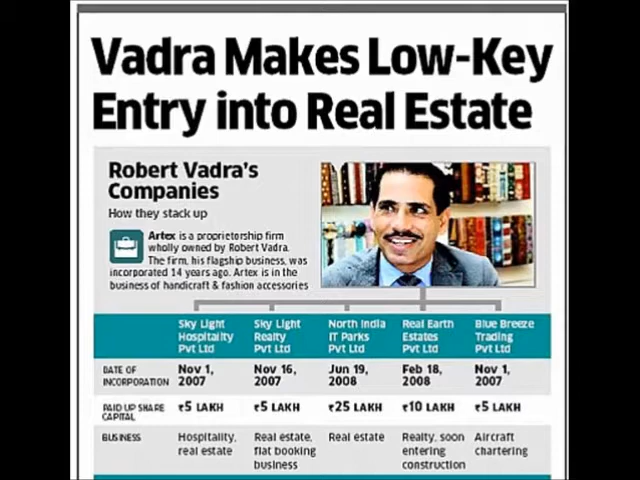 Vadra Makes Low-Key
Entry into Real Estate
Robert Vadra's
Companies
How they stack up
Artex is a proprietorship firm
wholly owned by Robert Vadra.
The firm, his flagship business, was
incorporated 14 years ago. Artex is in the
business of handicraft & fashion accessories
Sky Light Hospitality Pvt Ltd
Sky Light Realty Pvt Ltd
North India IT Parks Pvt Ltd
Real Earth Estates Pvt Ltd
Blue Breeze Trading Pvt Ltd
DATE OF INCORPORATION
Nov 1, 2007
Nov 16, 2007
Jun 19, 2008
Feb 18, 2008
Nov 1, 2007
PAID UP SHARE CAPITAL
₹5 LAKH
₹5 LAKH
₹25 LAKH
₹10 LAKH
₹5 LAKH
BUSINESS
Hospitality, real estate
Real estate, flat booking business
Real estate
Realty, soon entering construction
Aircraft chartering